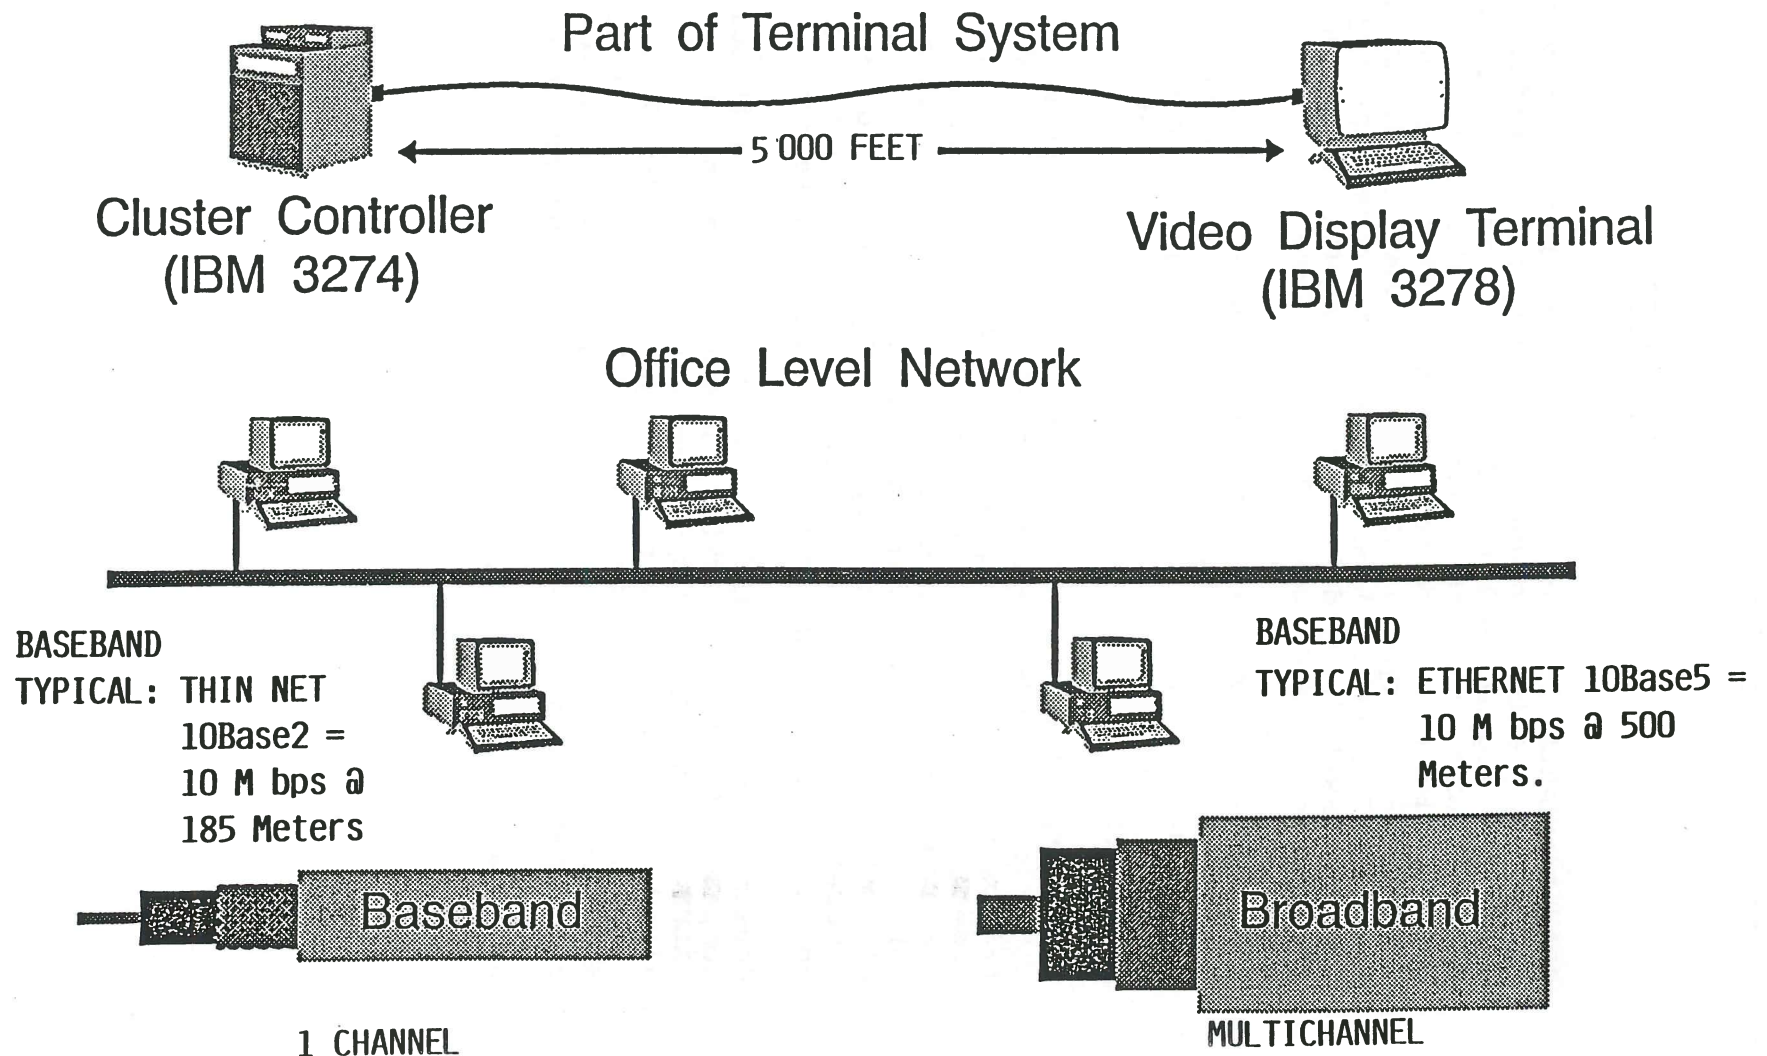 Part of Terminal System
5'000 FEET
Cluster Controller
(IBM 3274)
Video Display Terminal
(IBM 3278)
Office Level Network
BASEBAND
TYPICAL: THIN NET
10Base2 =
10 M bps @
185 Meters
BASEBAND
TYPICAL: ETHERNET 10Base5 =
10 M bps @ 500
Meters.
Baseband
1 CHANNEL
Broadband
MULTICHANNEL